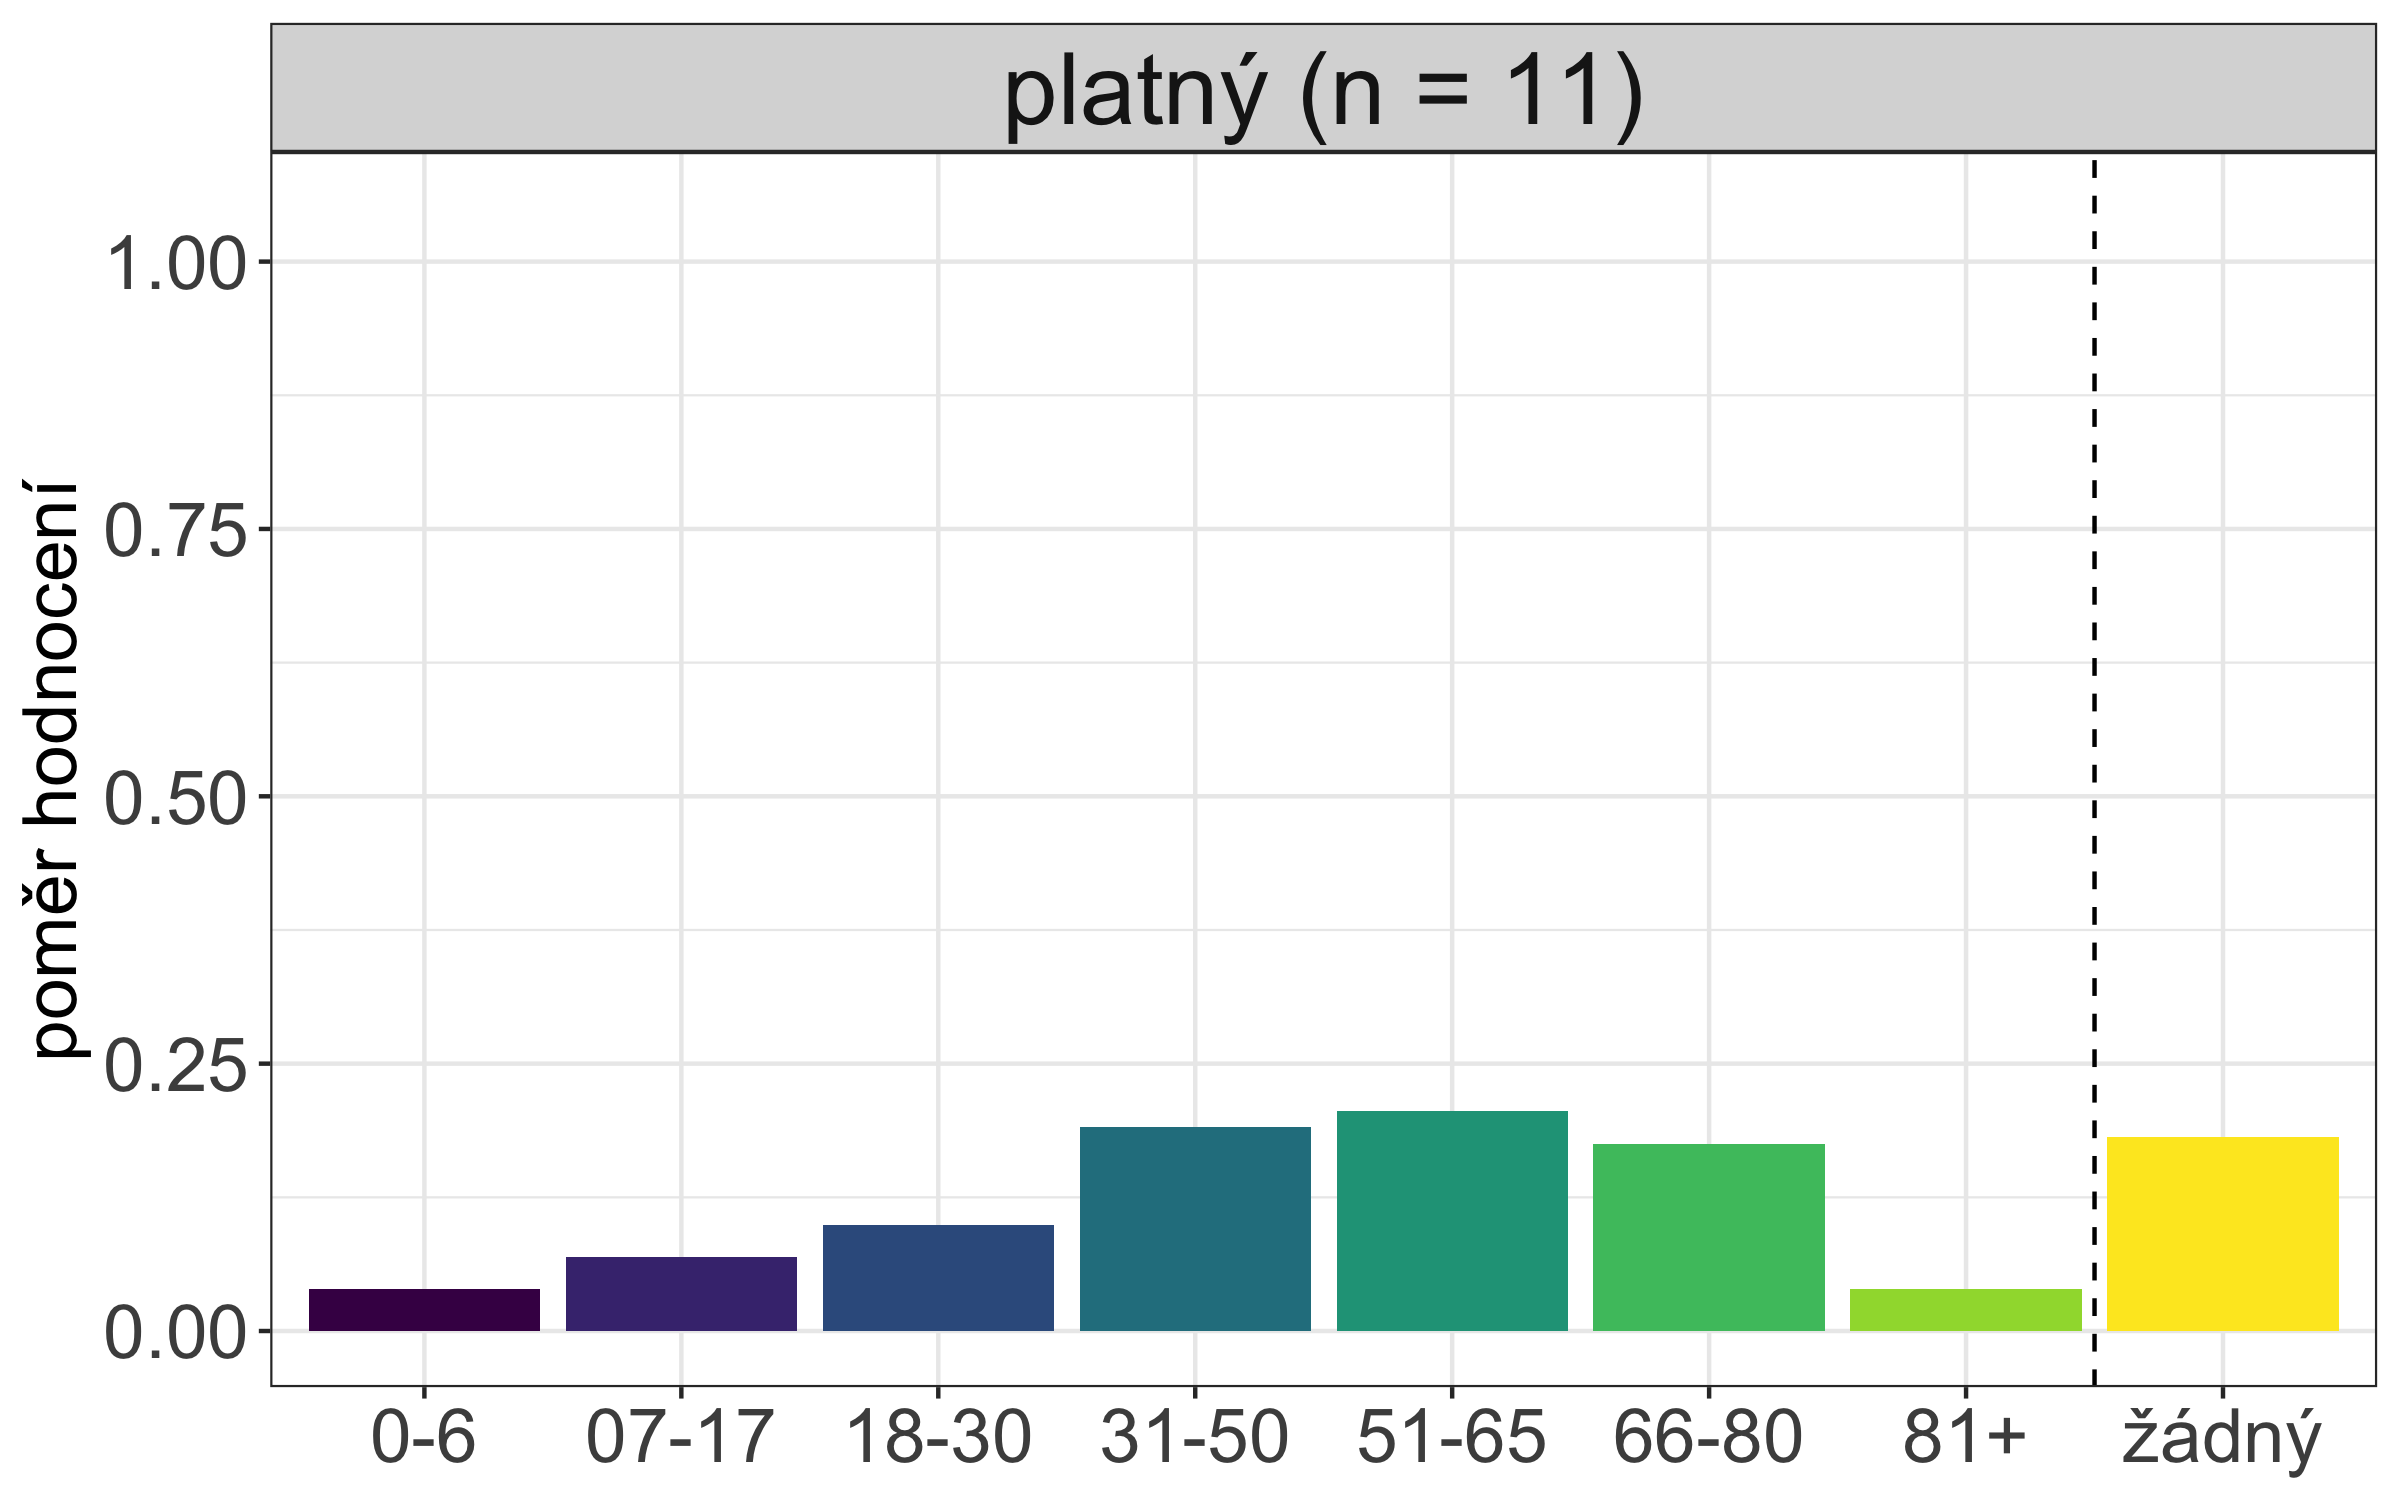 platný (n = 11)
poměr hodnocení
1.00
0.75
0.50
0.25
0.00
0-6 07-17 18-30 31-50 51-65 66-80 81+ žádný